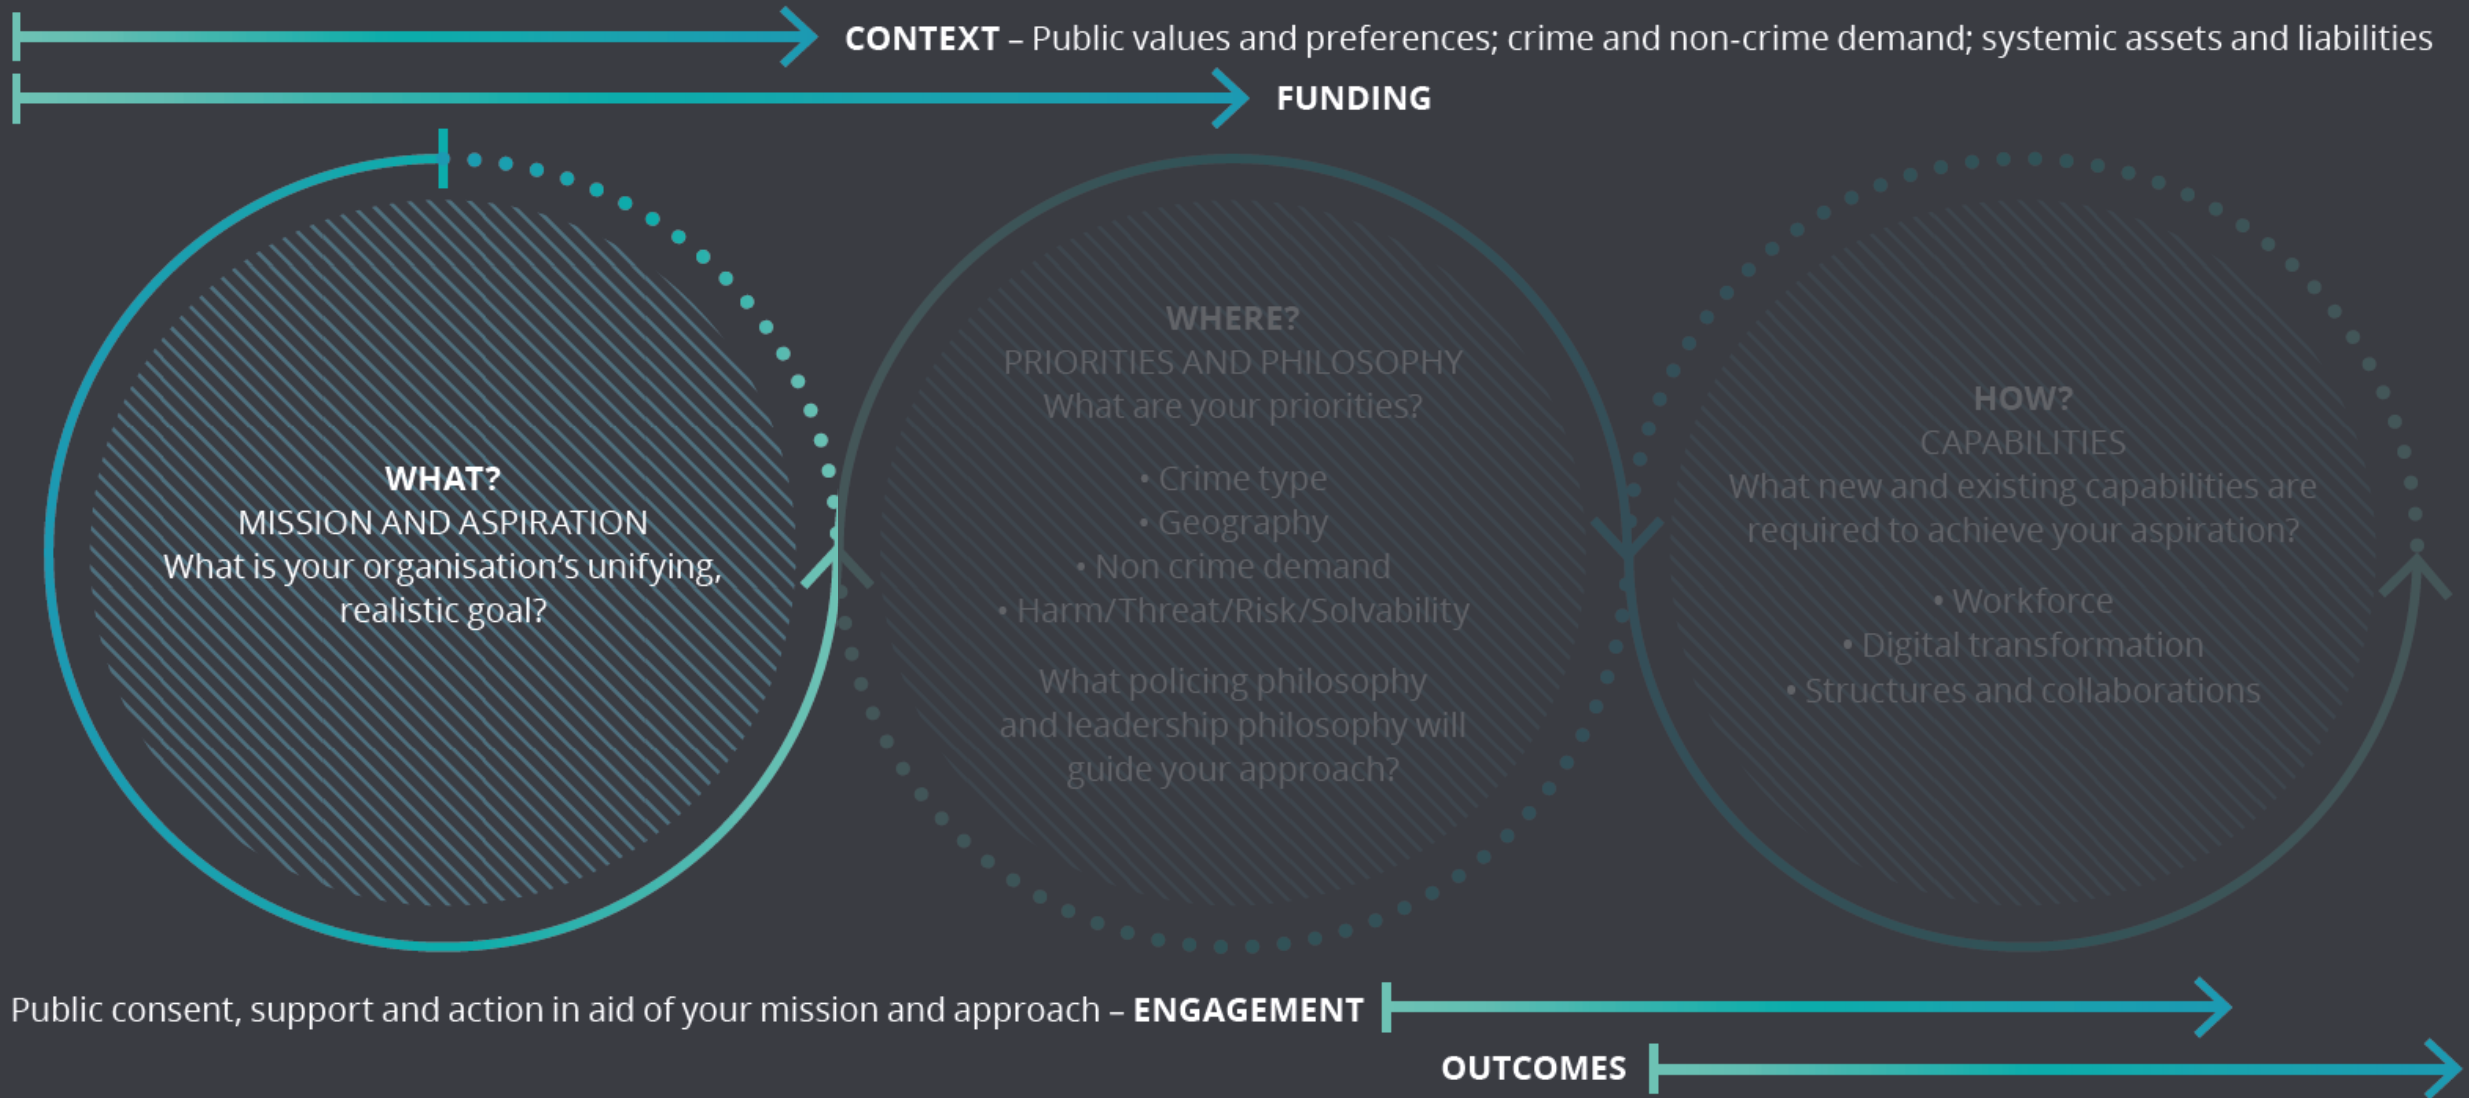 CONTEXT – Public values and preferences; crime and non-crime demand; systemic assets and liabilities
FUNDING
WHAT?
MISSION AND ASPIRATION
What is your organisation’s unifying,
realistic goal?
WHERE?
PRIORITIES AND PHILOSOPHY
What are your priorities?
• Crime type
• Geography
• Non crime demand
• Harm/Threat/Risk/Solvability
What policing philosophy
and leadership philosophy will
guide your approach?
HOW?
CAPABILITIES
What new and existing capabilities are
required to achieve your aspiration?
• Workforce
• Digital transformation
• Structures and collaborations
Public consent, support and action in aid of your mission and approach – ENGAGEMENT
OUTCOMES